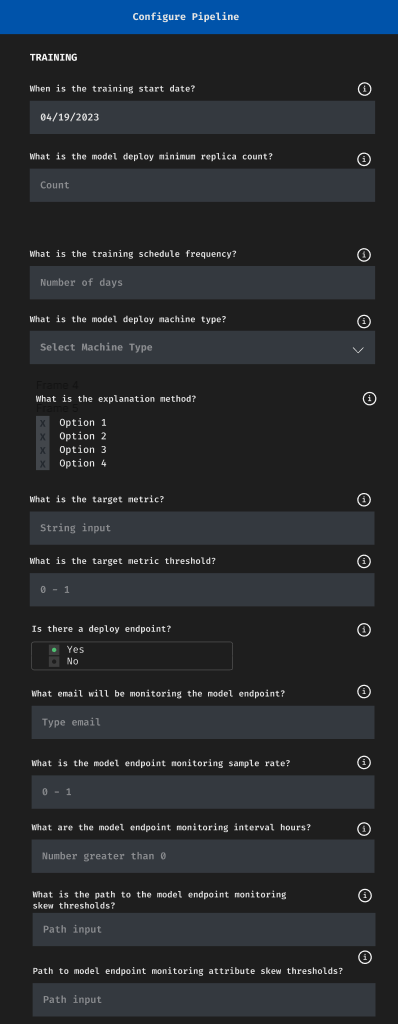 Configure Pipeline
TRAINING
When is the training start date?
04/19/2023
What is the model deploy minimum replica count?
Count
What is the training schedule frequency?
Number of days
What is the model deploy machine type?
Select Machine Type
Frame 4
What is the explanation method?
X Option 1
X Option 2
X Option 3
X Option 4
What is the target metric?
String input
What is the target metric threshold?
0 - 1
Is there a deploy endpoint?
Yes
No
What email will be monitoring the model endpoint?
Type email
What is the model endpoint monitoring sample rate?
0 - 1
What are the model endpoint monitoring interval hours?
Number greater than 0
What is the path to the model endpoint monitoring
skew thresholds?
Path input
Path to model endpoint monitoring attribute skew thresholds?
Path input